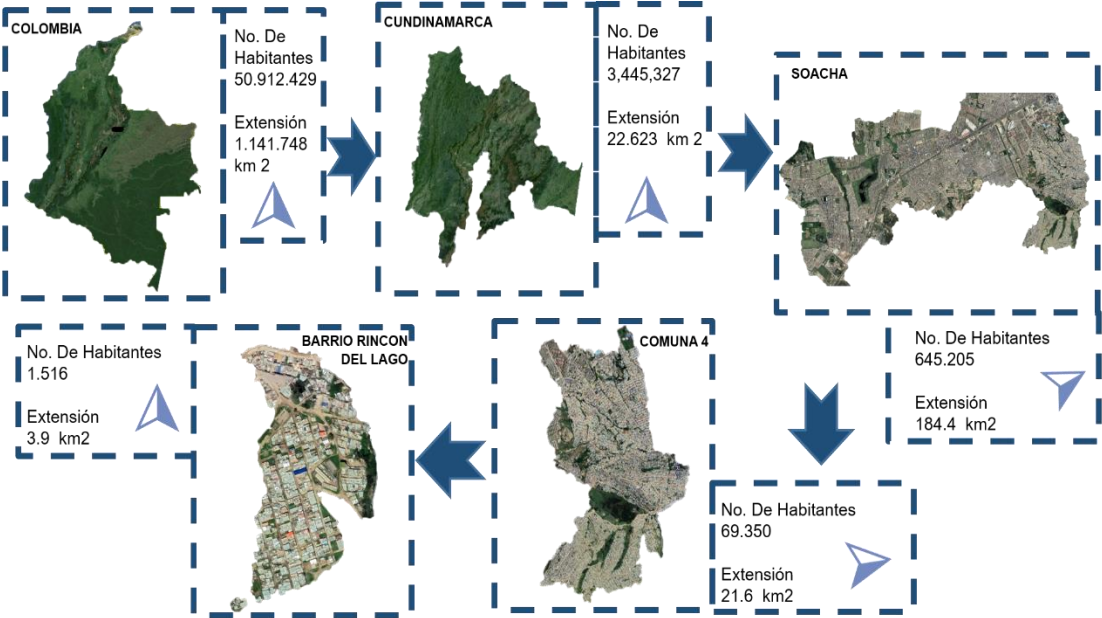 COLOMBIA
No. De
Habitantes
50.912.429
Extensión
1.141.748
km 2
CUNDINAMARCA
No. De
Habitantes
3,445,327
Extensión
22.623 km 2
SOACHA
No. De Habitantes
645.205
Extensión
184.4 km2
COMUNA 4
No. De Habitantes
69.350
Extensión
21.6 km2
BARRIO RINCON
DEL LAGO
No. De Habitantes
1.516
Extensión
3.9 km2